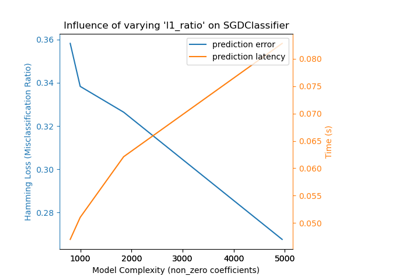 Influence of varying 'l1_ratio' on SGDClassifier
prediction error
prediction latency
Hamming Loss (Misclassification Ratio)
0.36
0.34
0.32
0.30
0.28
Time (s)
0.080
0.075
0.070
0.065
0.060
0.055
0.050
1000
2000
3000
4000
5000
Model Complexity (non_zero coefficients)